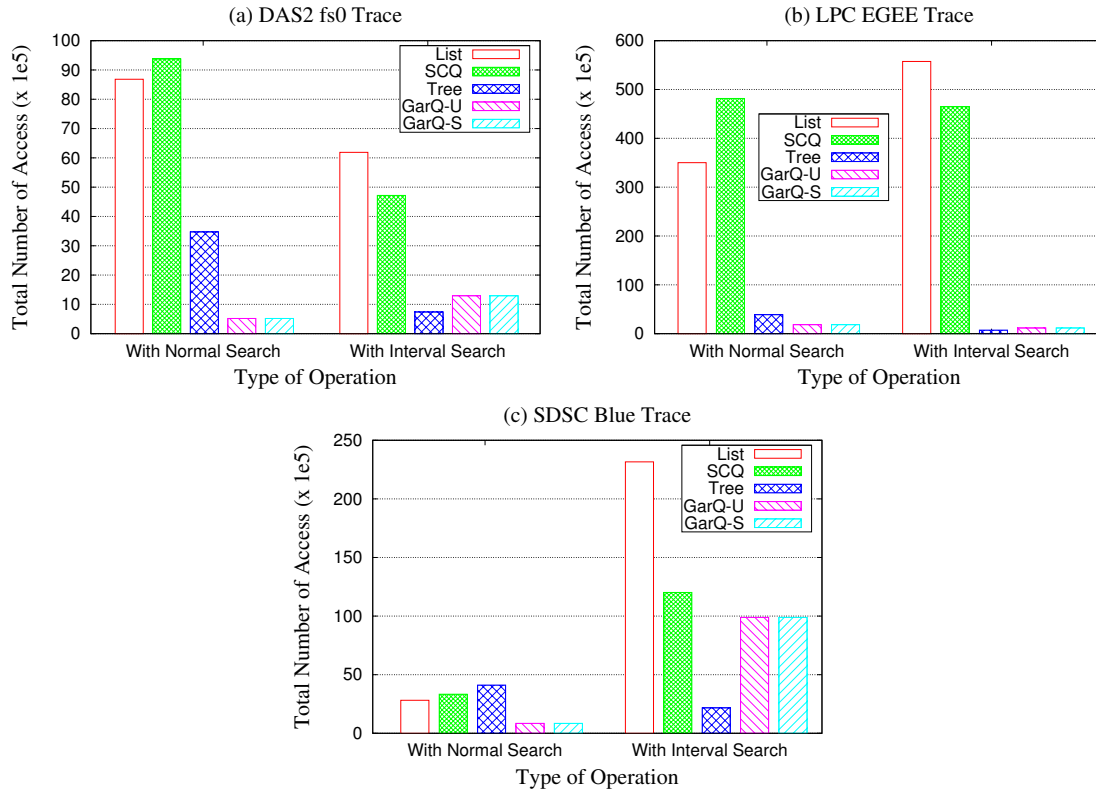 (a) DAS2 fs0 Trace
Total Number of Access (x 1e5)
100
90
80
70
60
50
40
30
20
10
0
List
SCQ
Tree
GarQ-U
GarQ-S
With Normal Search
With Interval Search
Type of Operation
(b) LPC EGEE Trace
Total Number of Access (x 1e5)
600
500
400
300
200
100
0
List
SCQ
Tree
GarQ-U
GarQ-S
With Normal Search
With Interval Search
Type of Operation
(c) SDSC Blue Trace
Total Number of Access (x 1e5)
250
200
150
100
50
0
List
SCQ
Tree
GarQ-U
GarQ-S
With Normal Search
With Interval Search
Type of Operation